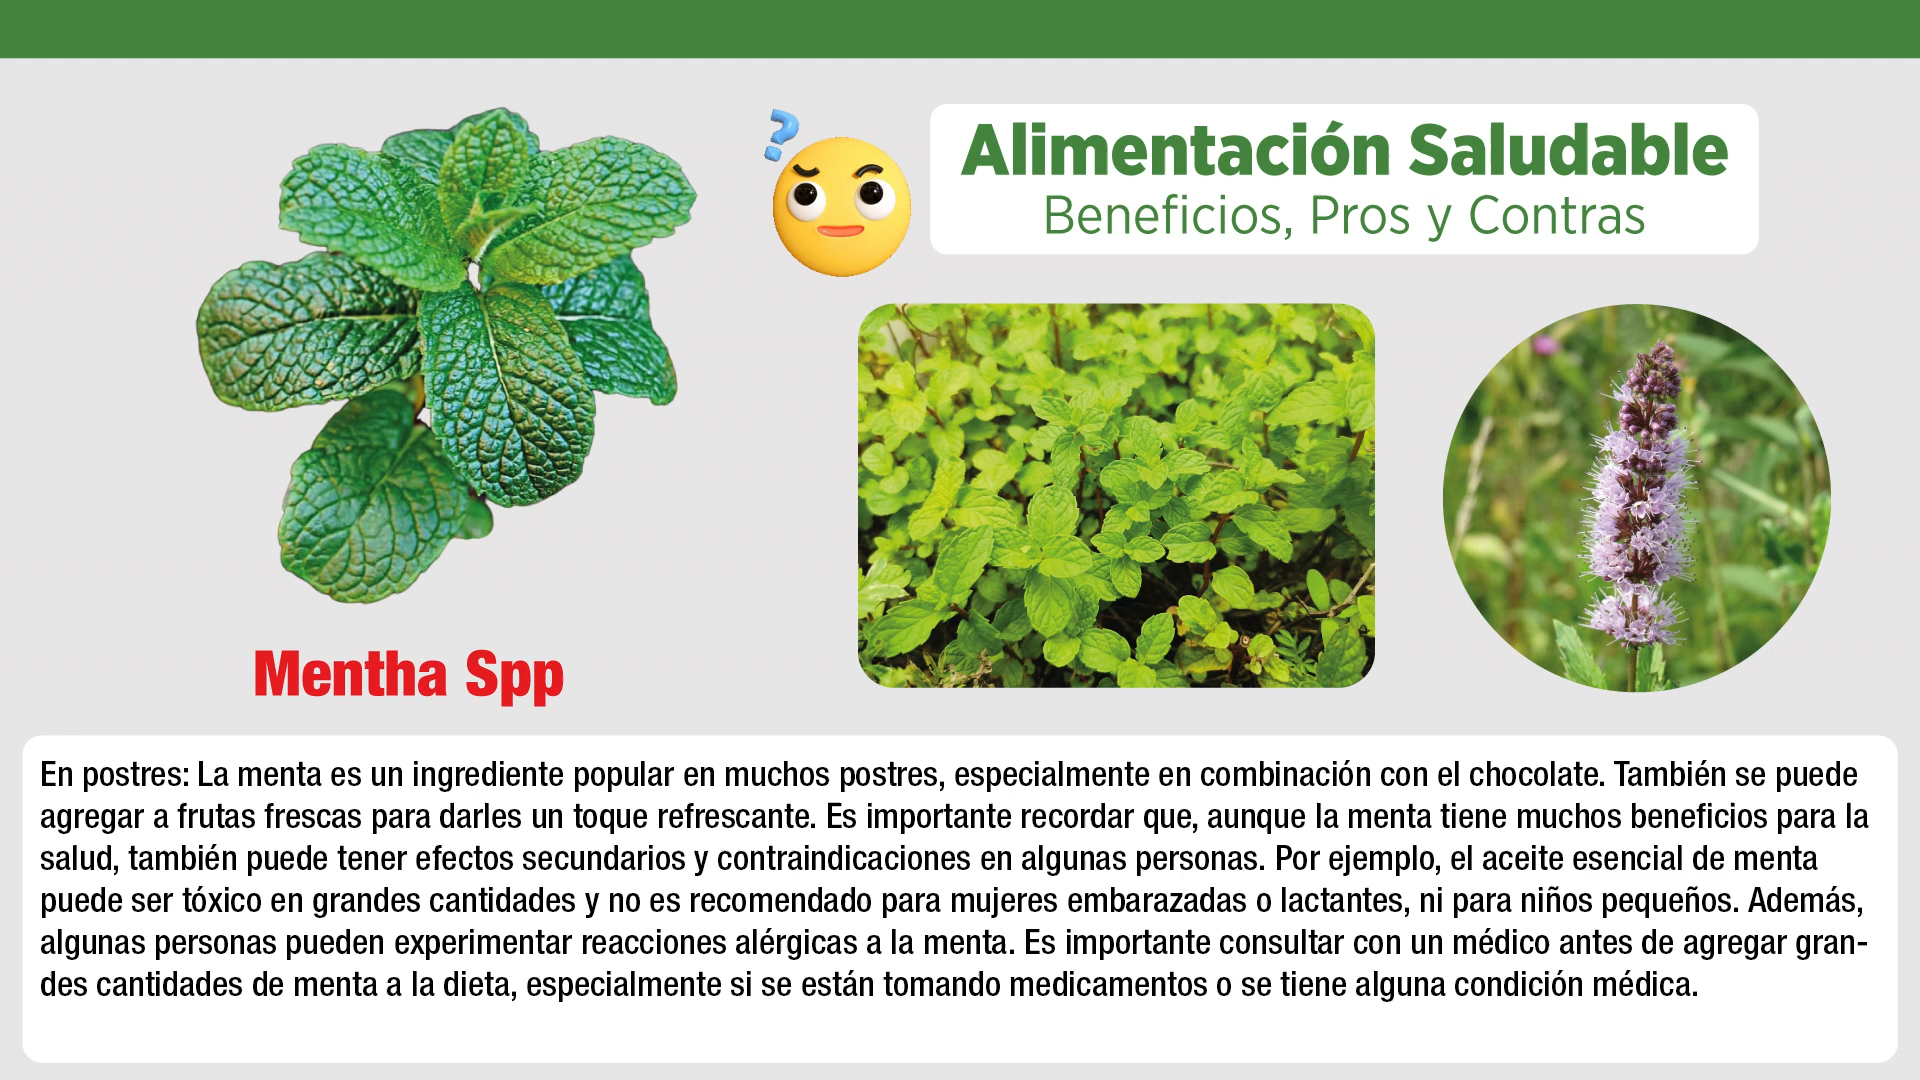 Alimentación Saludable
Beneficios, Pros y Contras
Mentha Spp
En postres: La menta es un ingrediente popular en muchos postres, especialmente en combinación con el chocolate. También se puede
agregar a frutas frescas para darles un toque refrescante. Es importante recordar que, aunque la menta tiene muchos beneficios para la
salud, también puede tener efectos secundarios y contraindicaciones en algunas personas. Por ejemplo, el aceite esencial de menta
puede ser tóxico en grandes cantidades y no es recomendado para mujeres embarazadas o lactantes, ni para niños pequeños. Además,
algunas personas pueden experimentar reacciones alérgicas a la menta. Es importante consultar con un médico antes de agregar gran-
des cantidades de menta a la dieta, especialmente si se están tomando medicamentos o se tiene alguna condición médica.